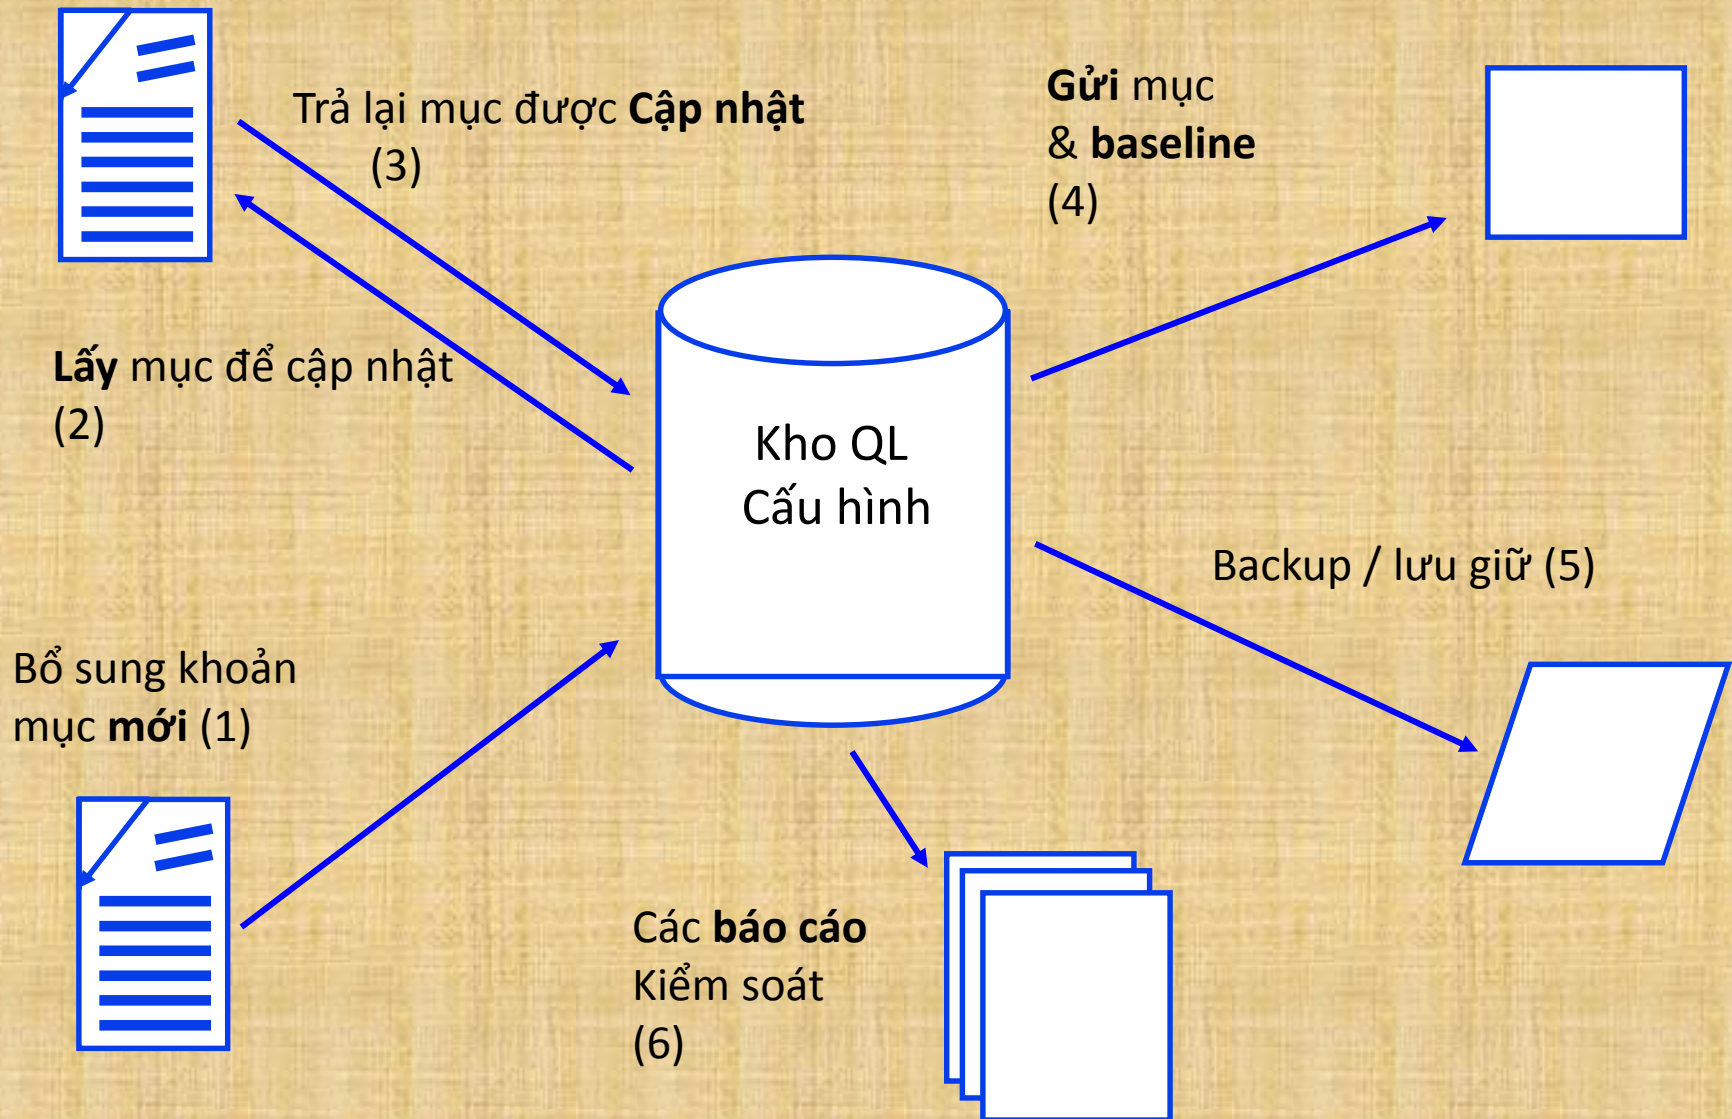 Trả lại mục được Cập nhật
(3)
Gửi mục
& baseline
(4)
Lấy mục để cập nhật
(2)
Kho QL
Cấu hình
Backup / lưu giữ (5)
Bổ sung khoản
mục mới (1)
Các báo cáo
Kiểm soát
(6)